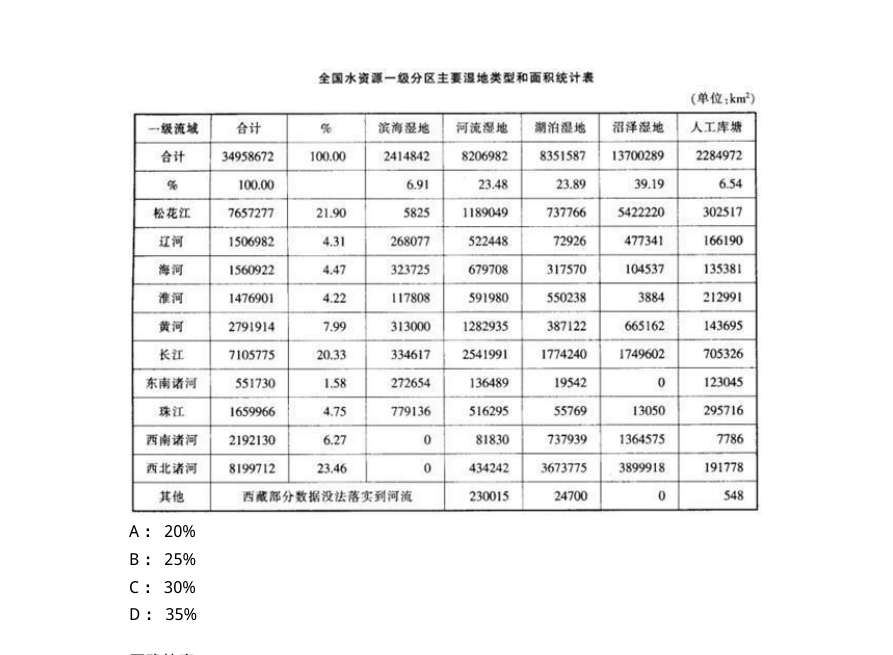 全国水资源一级分区主要湿地类型和面积统计表
(单位:km²)
一级流域 合计 % 滨海湿地 河流湿地 湖泊湿地 沼泽湿地 人工库塘
合计 34958672 100.00 2414842 8206982 8351587 13700289 2284972
% 100.00 6.91 23.48 23.89 39.19 6.54
松花江 7657277 21.90 5825 1189049 737766 5422220 302517
辽河 1506982 4.31 268077 522448 72926 477341 166190
海河 1560922 4.47 323725 679708 317570 104537 135381
淮河 1476901 4.22 117808 591980 550238 3884 212991
黄河 2791914 7.99 313000 1282935 387122 665162 143695
长江 7105775 20.33 334617 2541991 1774240 1749602 705326
东南诸河 551730 1.58 272654 136489 19542 0 123045
珠江 1659966 4.75 779136 516295 55769 13050 295716
西南诸河 2192130 6.27 0 81830 737939 1364575 7786
西北诸河 8199712 23.46 0 434242 3673775 3899918 191778
其他 西藏部分数据没法落实到河流 230015 24700 0 548
A： 20%
B： 25%
C： 30%
D： 35%